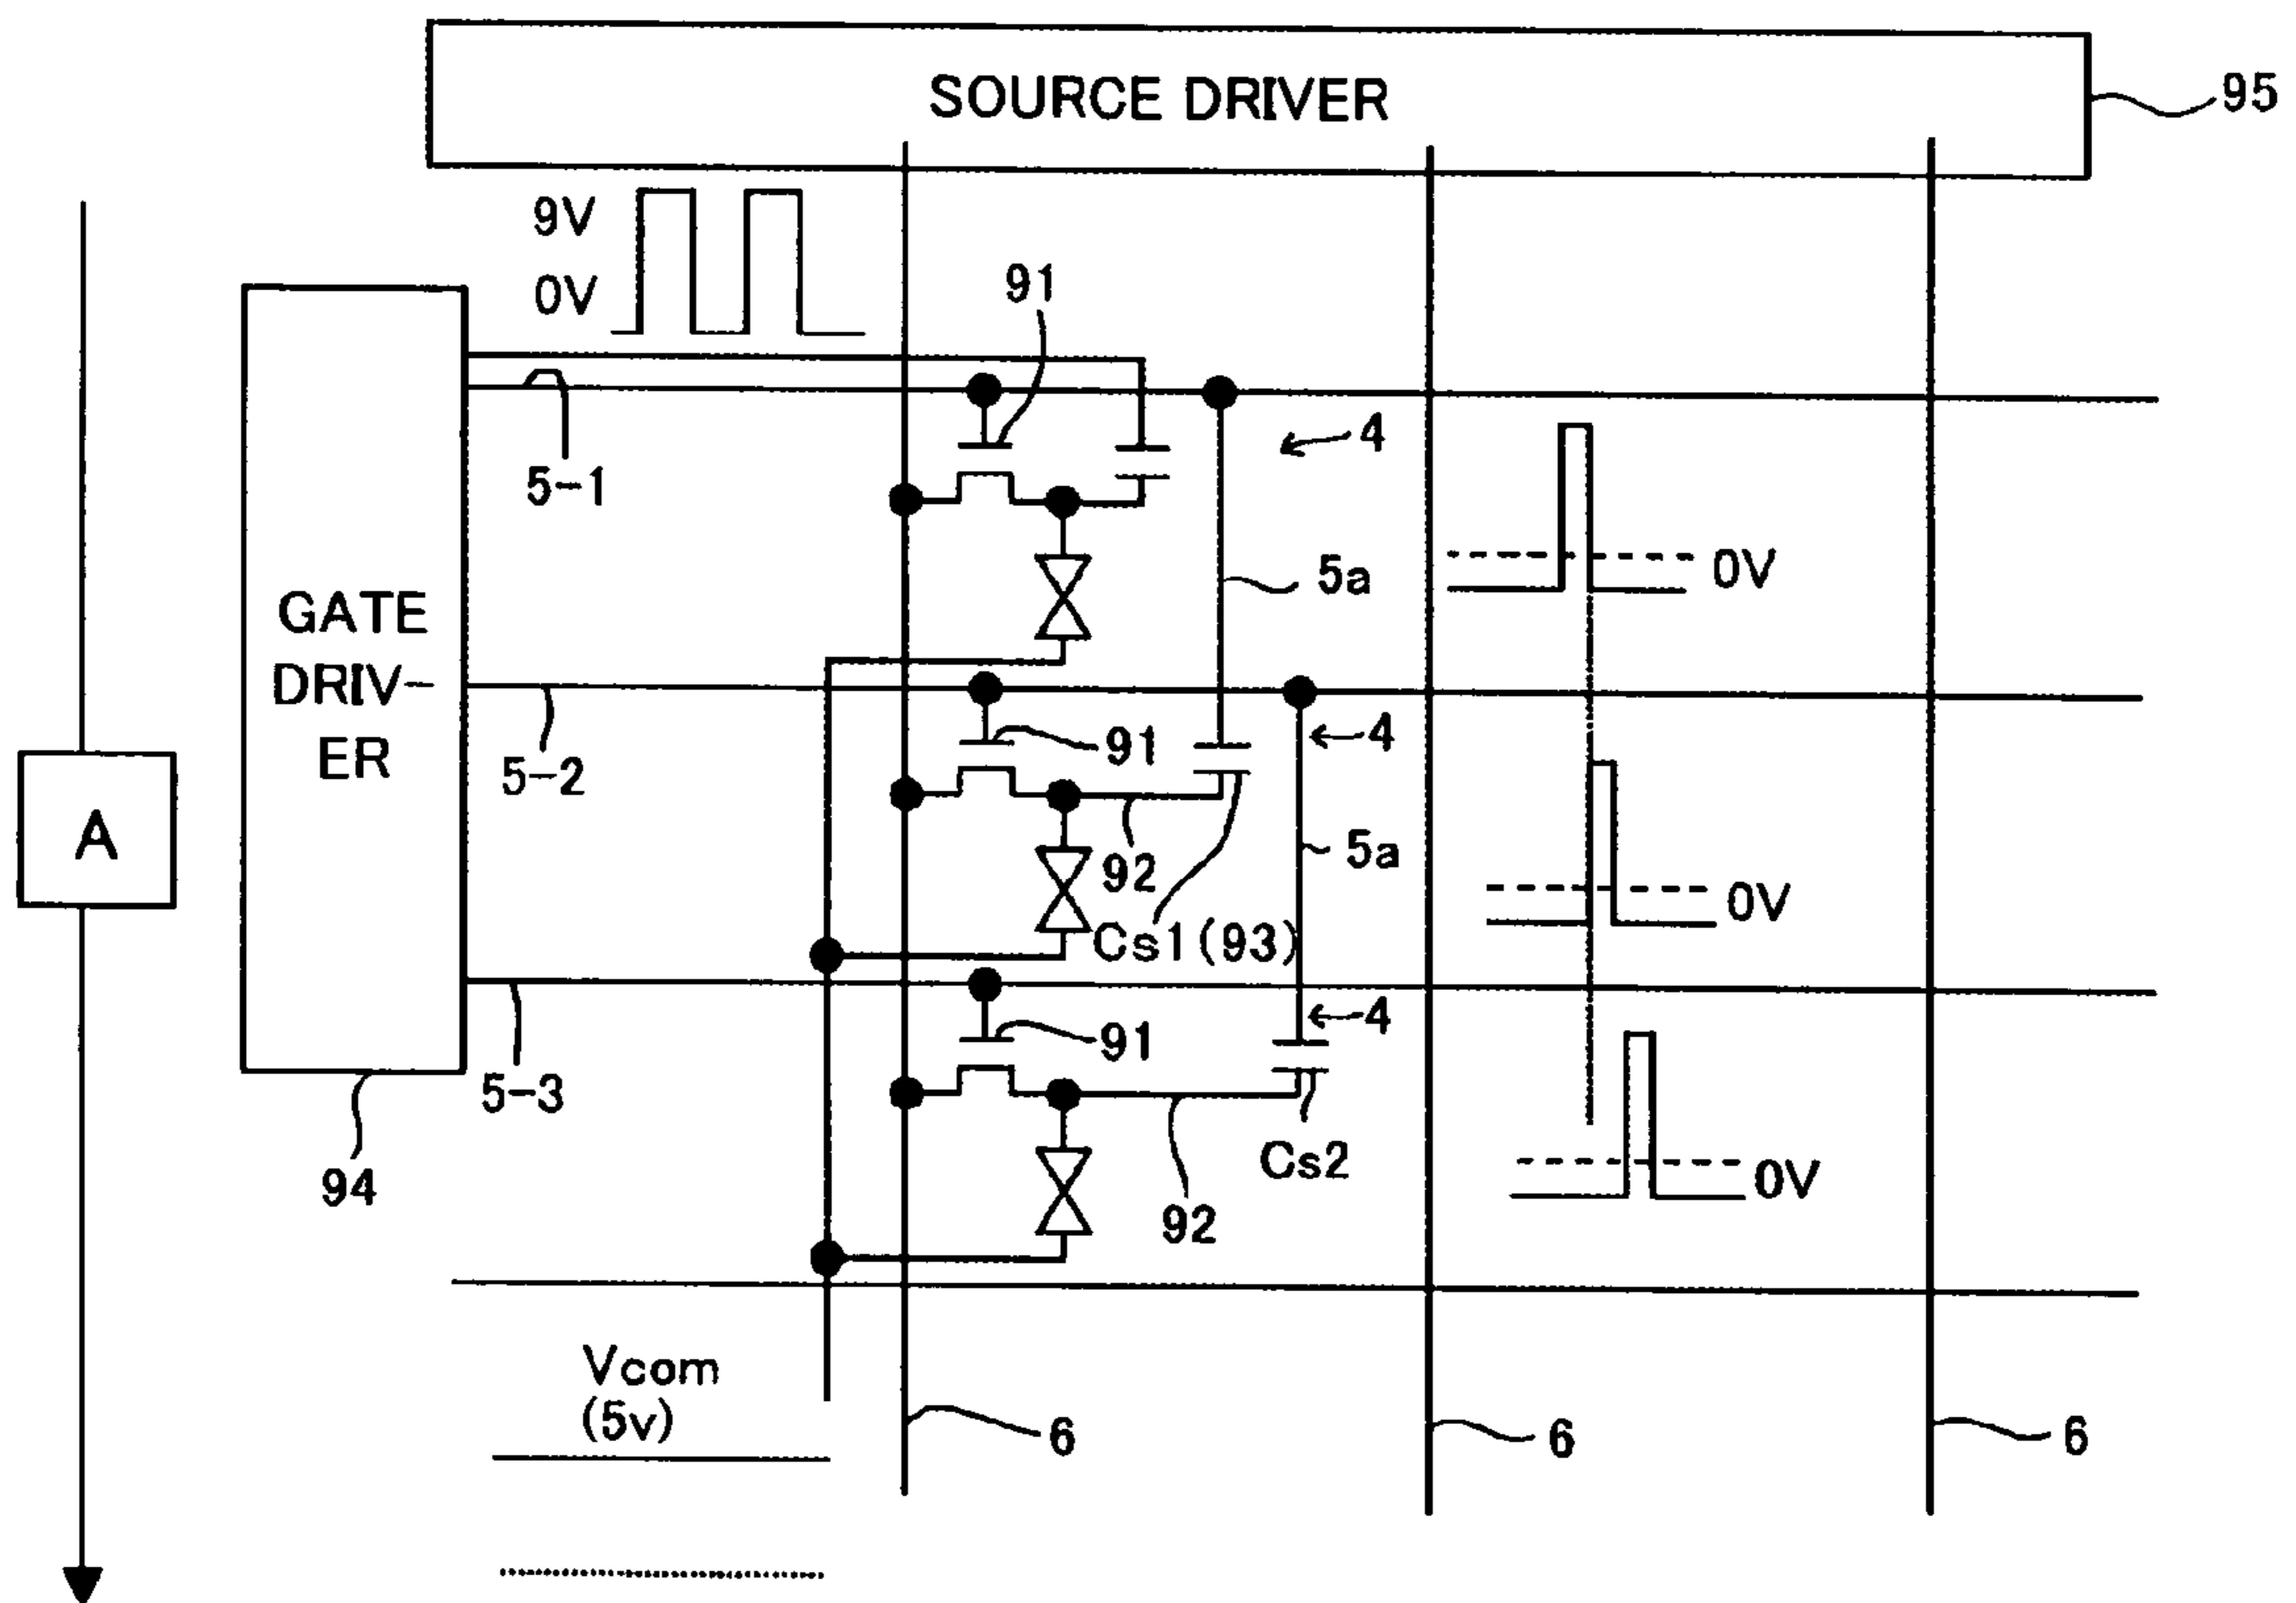 SOURCE DRIVER
95
9V
0V
91
5-1
4
5a
0V
GATE
DRIV-
ER
5-2
91
4
A
92
5a
0V
Cs1(93)
5-3
91
4
94
92
Cs2
0V
Vcom
(5v)
6
6
6